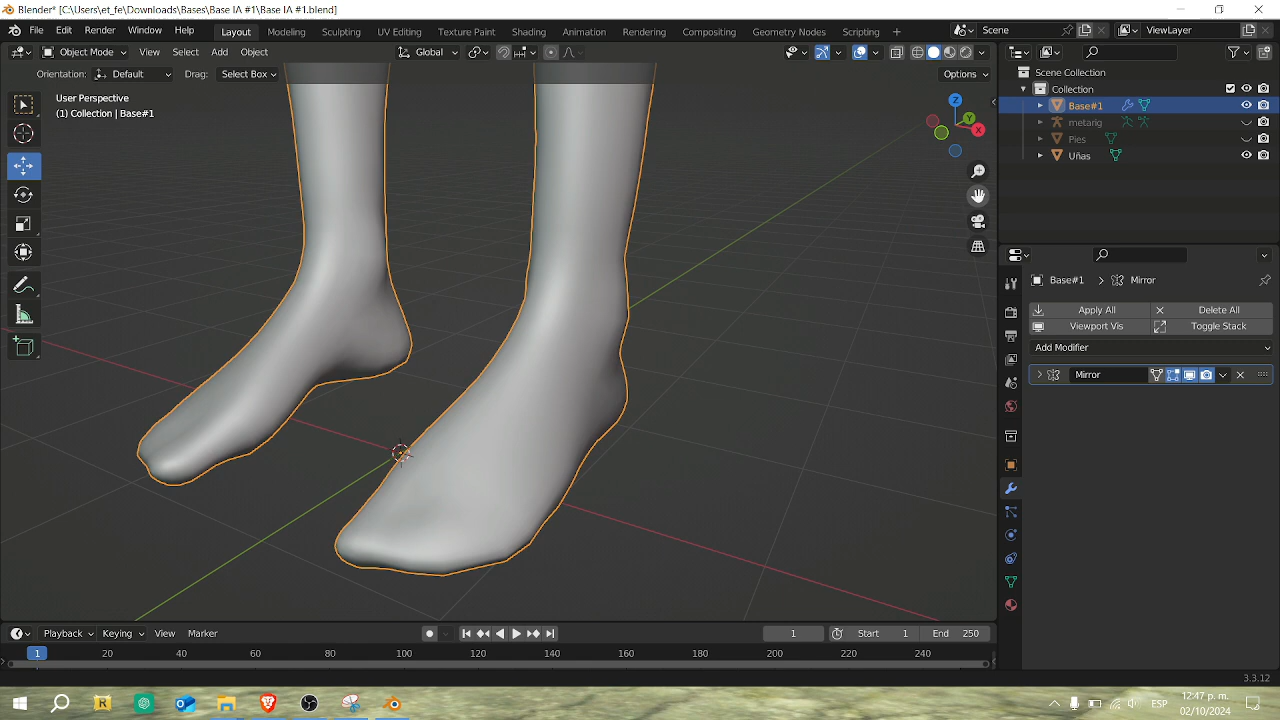 Blender* [C:\Users\et_fe\Downloads\Bases\Base IA #1\Base IA #1.blend]
File Edit Render Window Help Layout Modeling Sculpting UV Editing Texture Paint Shading Animation Rendering Compositing Geometry Nodes Scripting Scene ViewLayer
Object Mode View Select Add Object Global
Orientation: Default Drag: Select Box Options
User Perspective
(1) Collection | Base#1
Z
Y
X
Scene Collection
Collection
Base#1
metarig
Pies
Uñas
Base#1 Mirror
Apply All Delete All
Viewport Vis Toggle Stack
Add Modifier
Mirror
Playback Keying View Marker 1 Start 1 End 250
1 20 40 60 80 100 120 140 160 180 200 220 240
3.3.12
R ESP 12:47 p. m.
02/10/2024